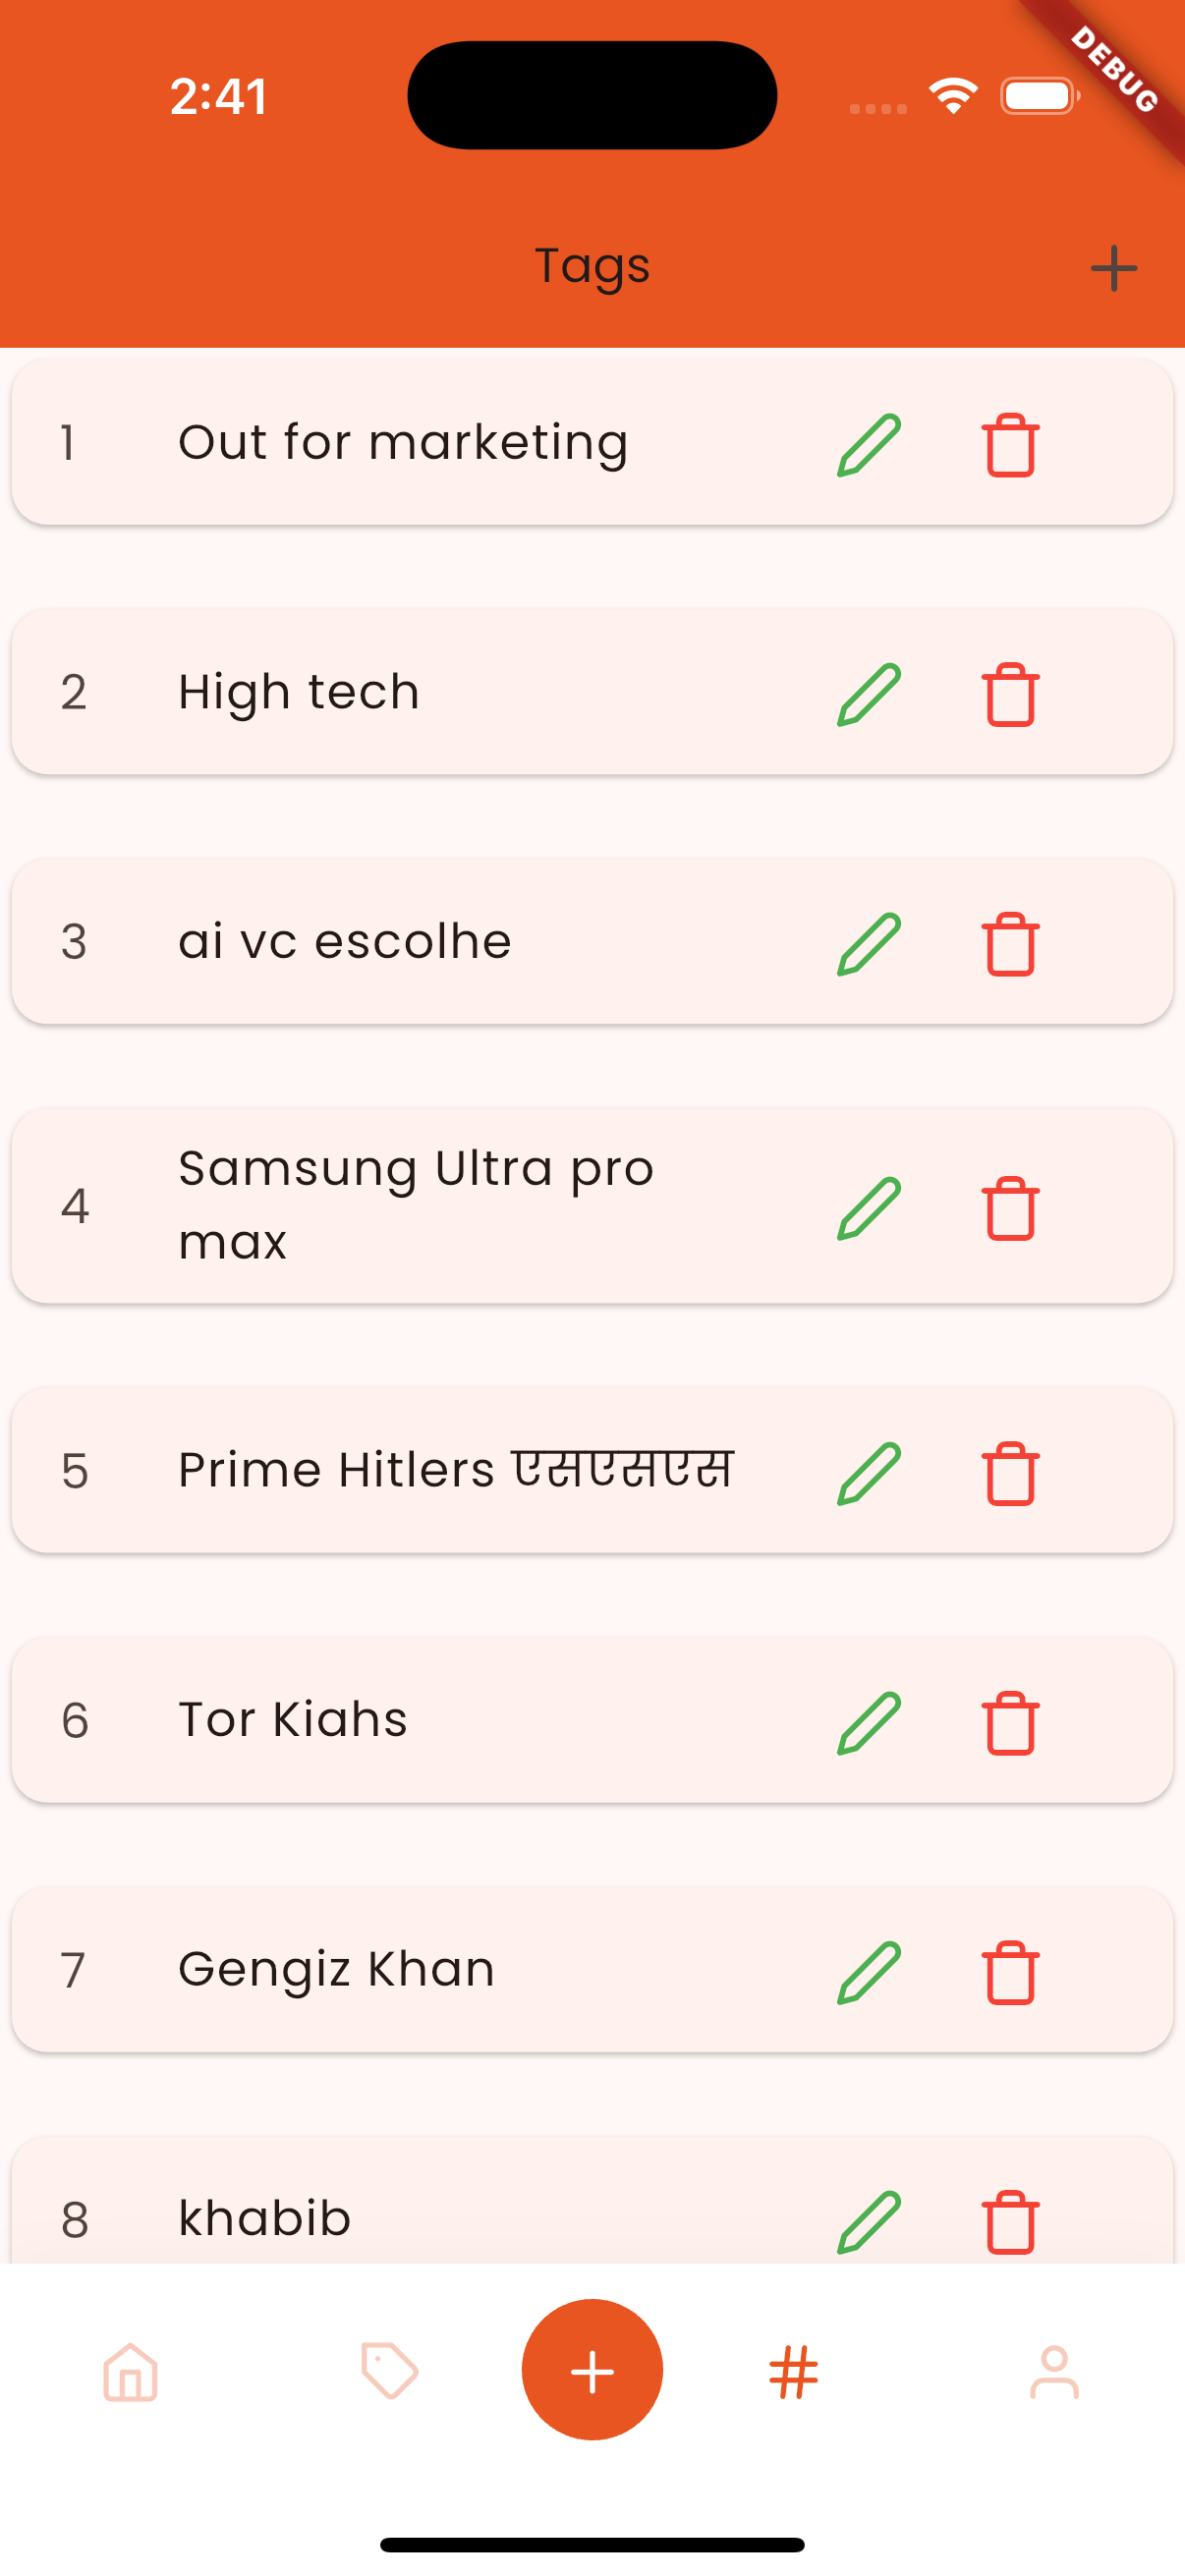 2:41
DEBUG
Tags
1 Out for marketing
2 High tech
3 ai vc escolhe
4 Samsung Ultra pro
max
5 Prime Hitlers एसएसएस
6 Tor Kiahs
7 Gengiz Khan
8 khabib